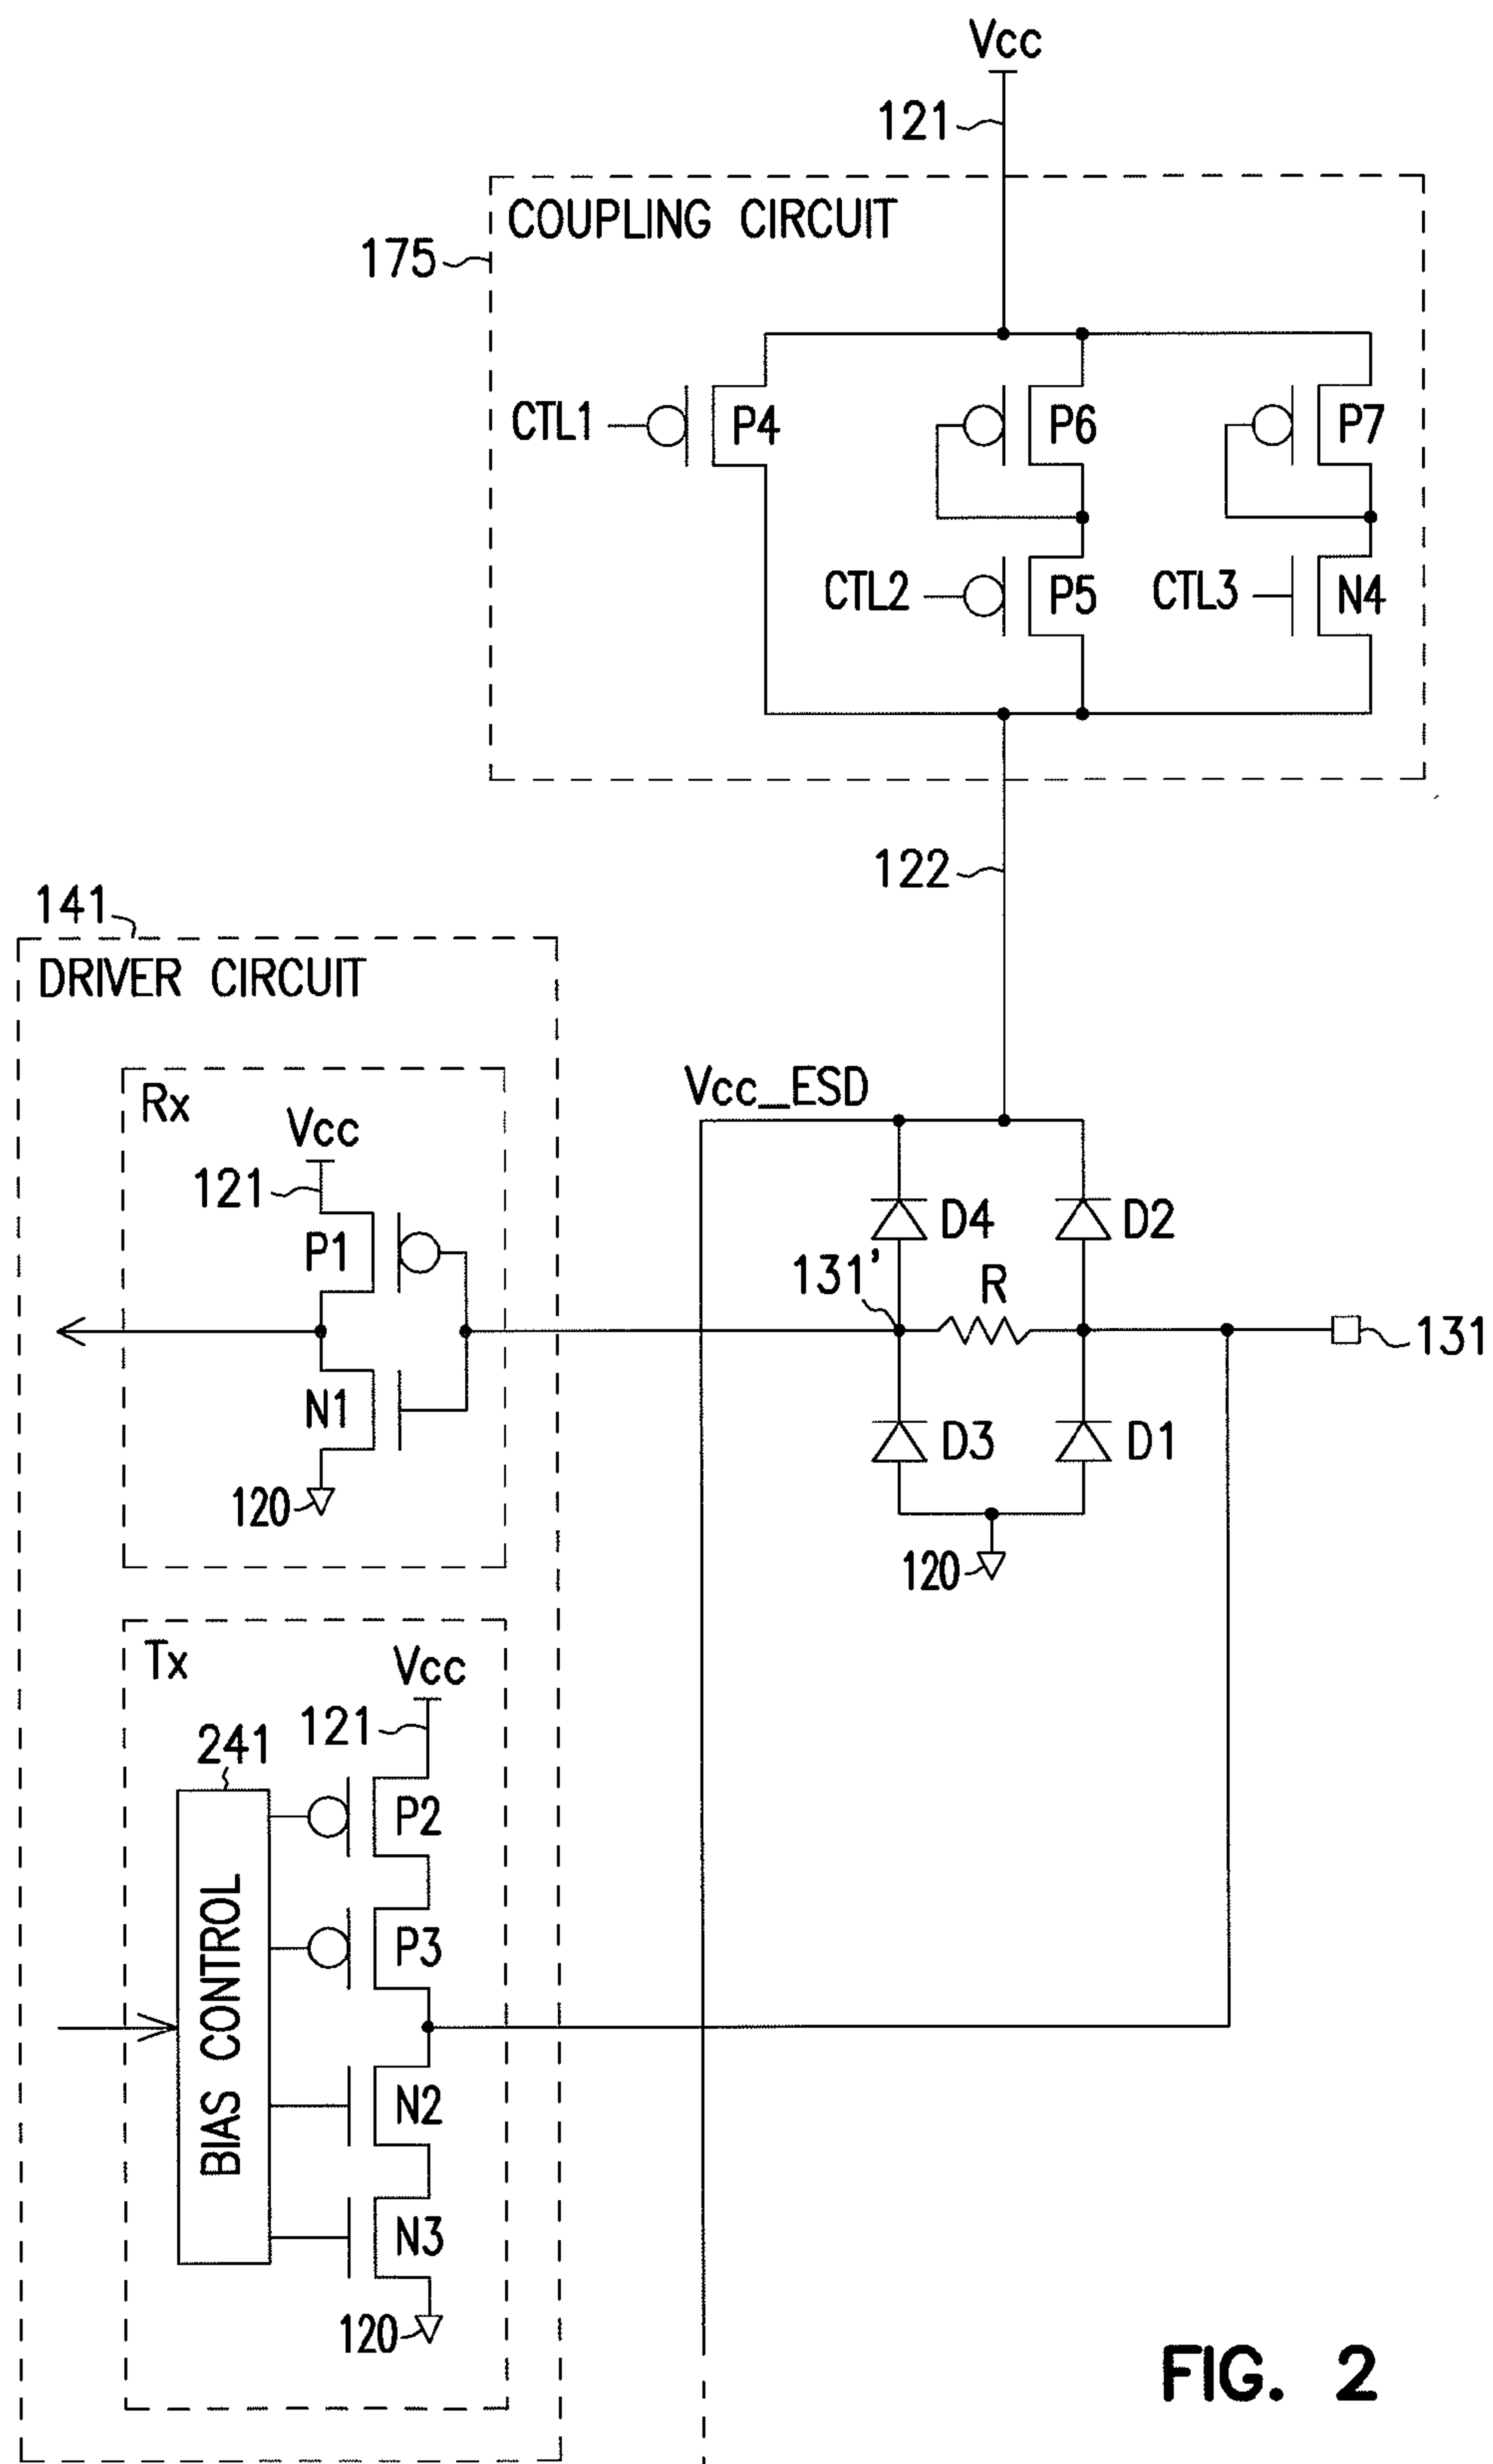 Vcc
121
COUPLING CIRCUIT
175
CTL1
P4
P6
P7
CTL2
P5
CTL3
N4
122
141
DRIVER CIRCUIT
Rx
Vcc
121
P1
N1
120
Vcc_ESD
D4
D2
131'
R
131
D3
D1
120
Tx
Vcc
121
241
P2
P3
BIAS CONTROL
N2
N3
120
FIG. 2